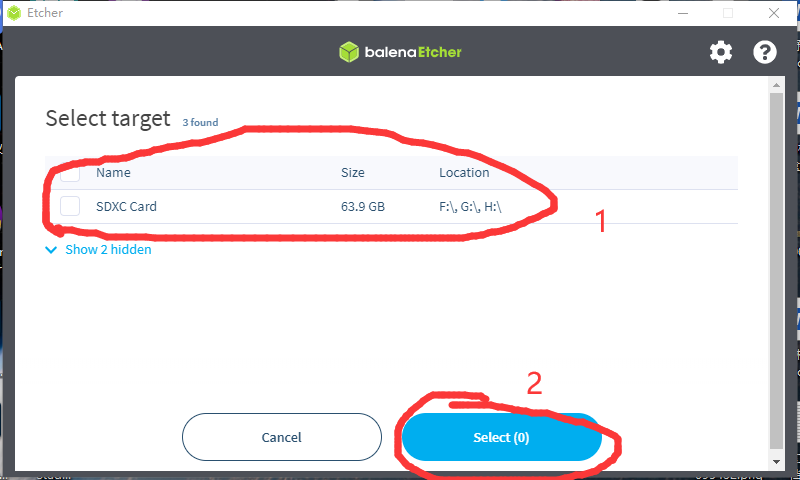 Etcher
balenaEtcher
Select target 3 found
Name Size Location
SDXC Card 63.9 GB F:\, G:\, H:\
1
Show 2 hidden
2
Cancel Select (0)